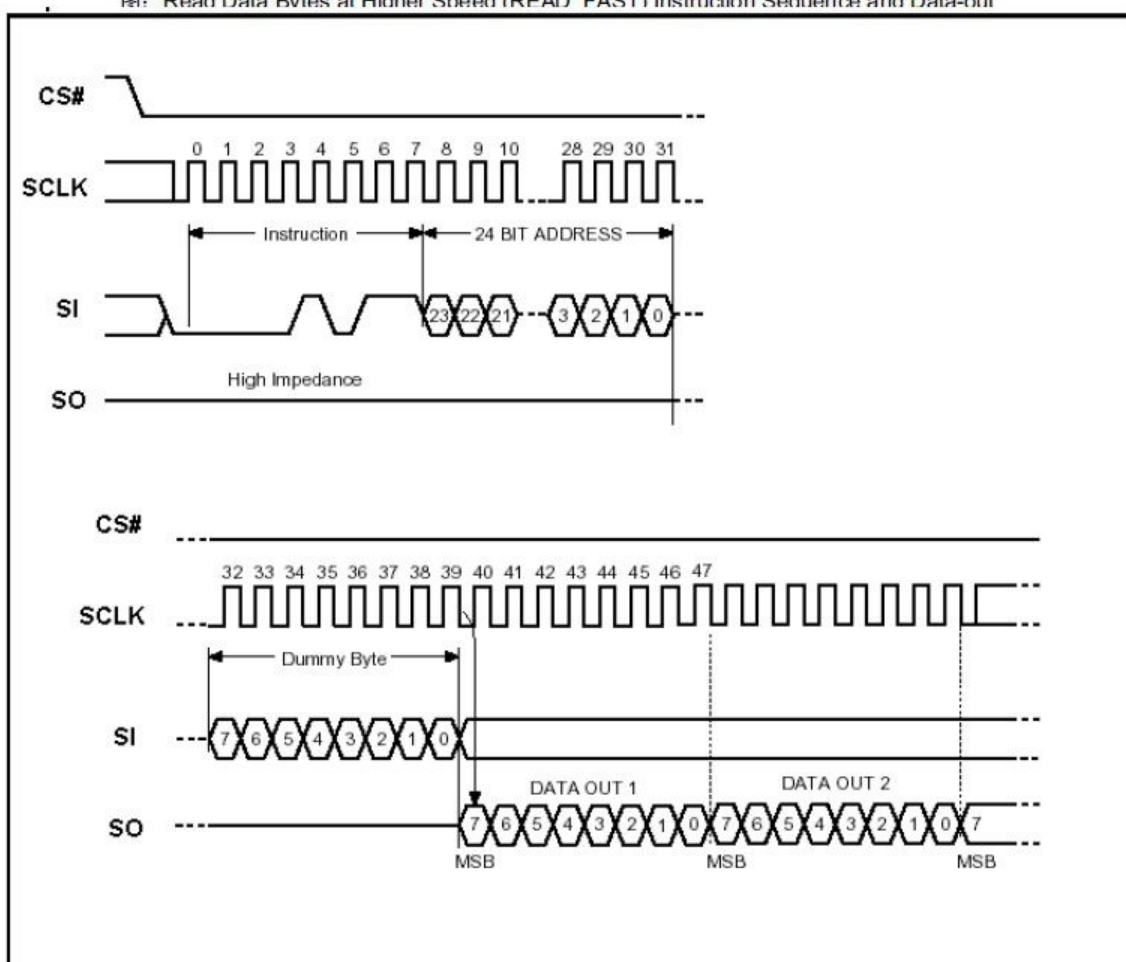 图: Read Data Bytes at Higher Speed (READ_FAST) Instruction Sequence and Data-out
CS#
0 1 2 3 4 5 6 7 8 9 10 28 29 30 31
SCLK
Instruction 24 BIT ADDRESS
SI 23 22 21 3 2 1 0
High Impedance
SO
CS#
32 33 34 35 36 37 38 39 40 41 42 43 44 45 46 47
SCLK
Dummy Byte
SI 7 6 5 4 3 2 1 0
DATA OUT 1 DATA OUT 2
SO 7 6 5 4 3 2 1 0 7 6 5 4 3 2 1 0 7
MSB MSB MSB